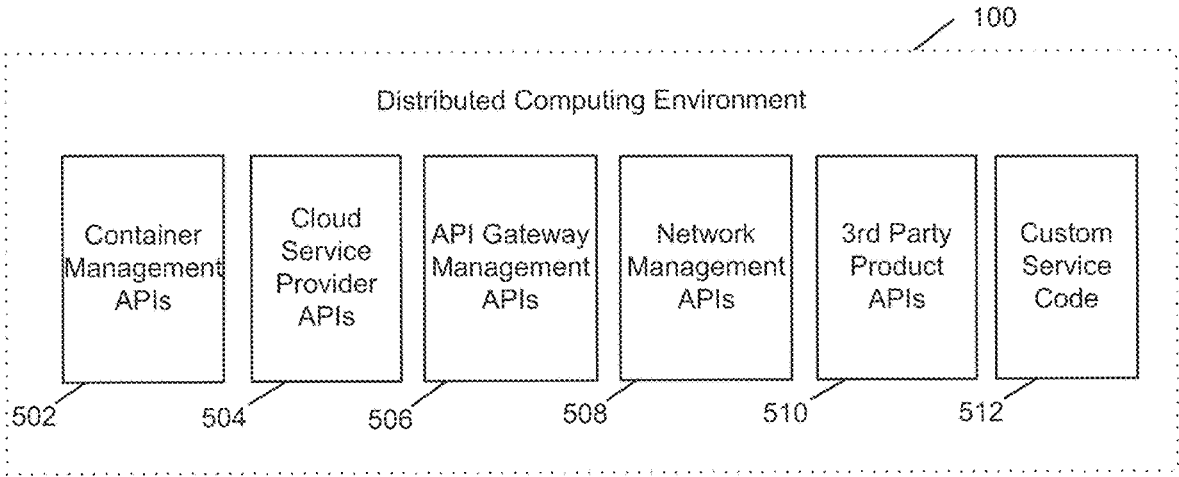 100
Distributed Computing Environment
Container
Management
APIs
Cloud
Service
Provider
APIs
API Gateway
Management
APIs
Network
Management
APIs
3rd Party
Product
APIs
Custom
Service
Code
502
504
506
508
510
512